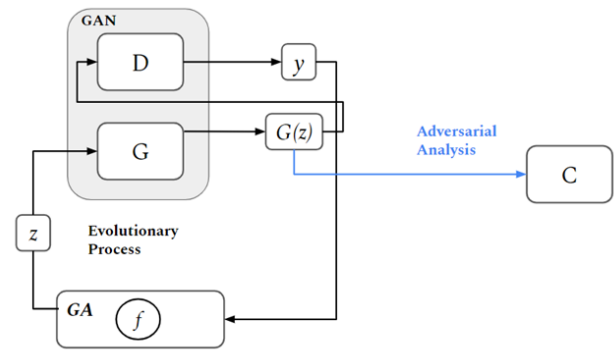 GAN
D
y
G
G(z)
Adversarial
Analysis
C
z
Evolutionary
Process
GA
f